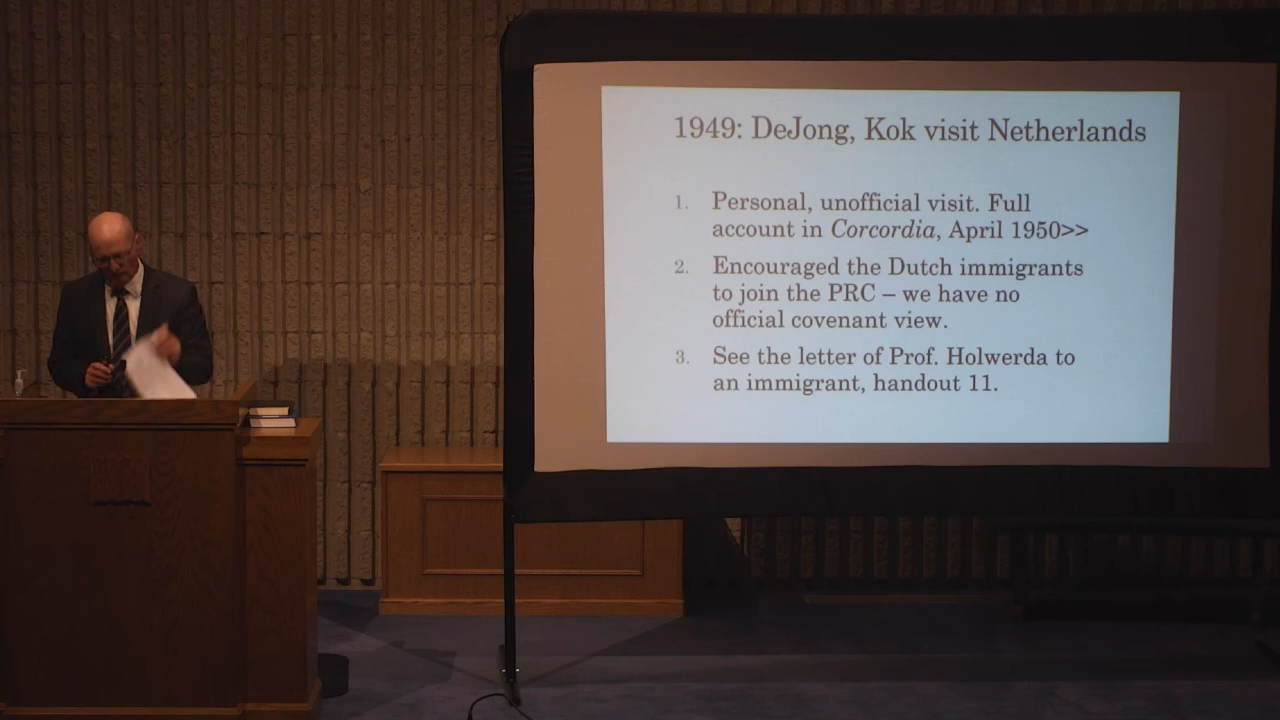 1949: DeJong, Kok visit Netherlands
1. Personal, unofficial visit. Full
account in Corcordia, April 1950>>
2. Encouraged the Dutch immigrants
to join the PRC – we have no
official covenant view.
3. See the letter of Prof. Holwerda to
an immigrant, handout 11.